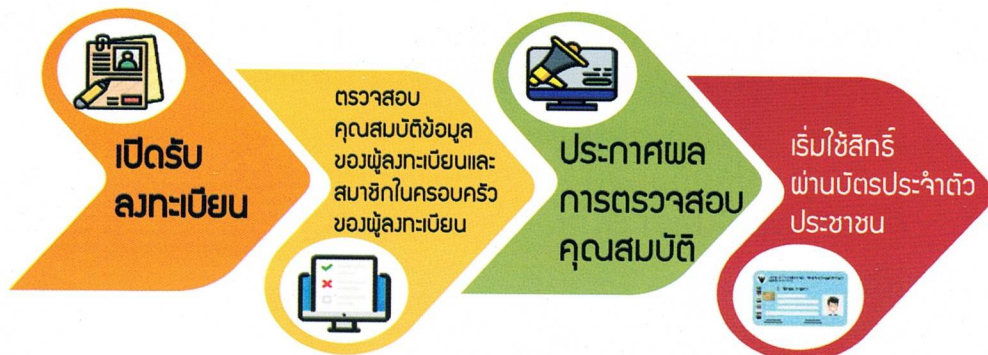 เปิดรับ
ลงทะเบียน
ตรวจสอบ
คุณสมบัติข้อมูล
ของผู้ลงทะเบียนและ
สมาชิกในครอบครัว
ของผู้ลงทะเบียน
ประกาศผล
การตรวจสอบ
คุณสมบัติ
เริ่มใช้สิทธิ์
ผ่านบัตรประจำตัว
ประชาชน